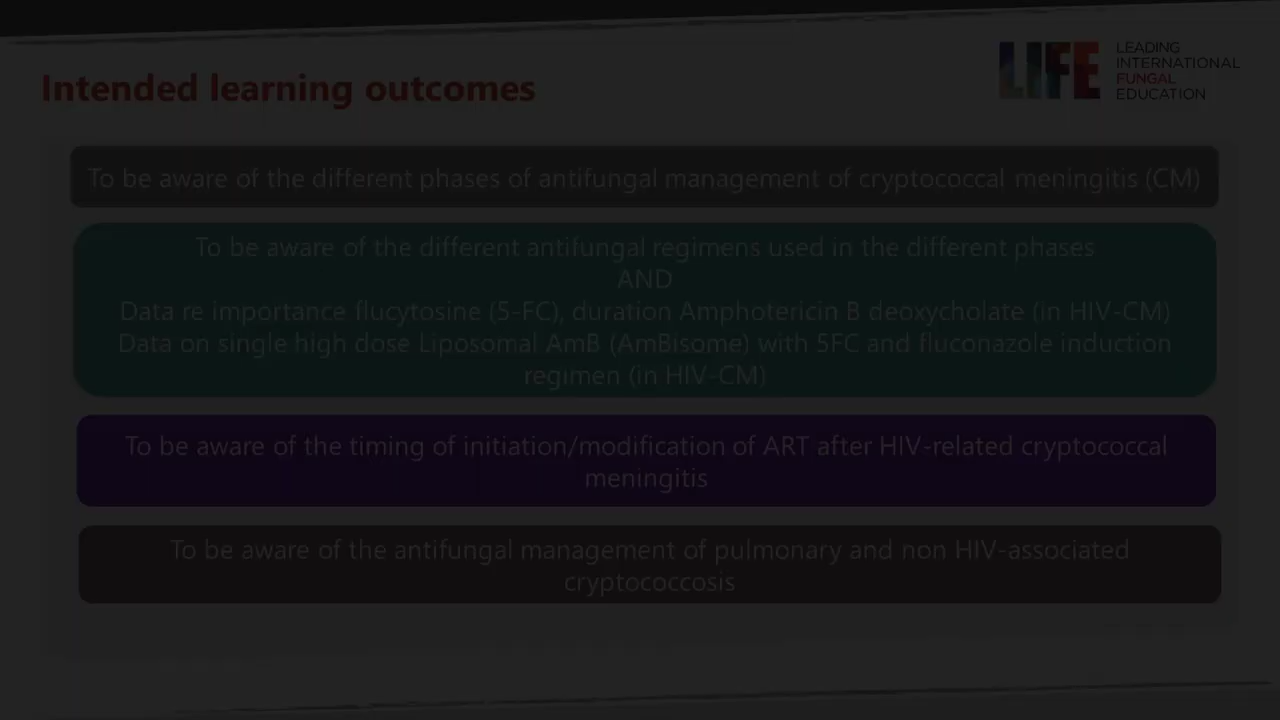 Intended learning outcomes
LIFE
LEADING
INTERNATIONAL
FUNGAL
EDUCATION
To be aware of the different phases of antifungal management of cryptococcal meningitis (CM)
To be aware of the different antifungal regimens used in the different phases
AND
Data re importance flucytosine (5-FC), duration Amphotericin B deoxycholate (in HIV-CM)
Data on single high dose Liposomal AmB (AmBisome) with 5FC and fluconazole induction
regimen (in HIV-CM)
To be aware of the timing of initiation/modification of ART after HIV-related cryptococcal
meningitis
To be aware of the antifungal management of pulmonary and non HIV-associated
cryptococcosis